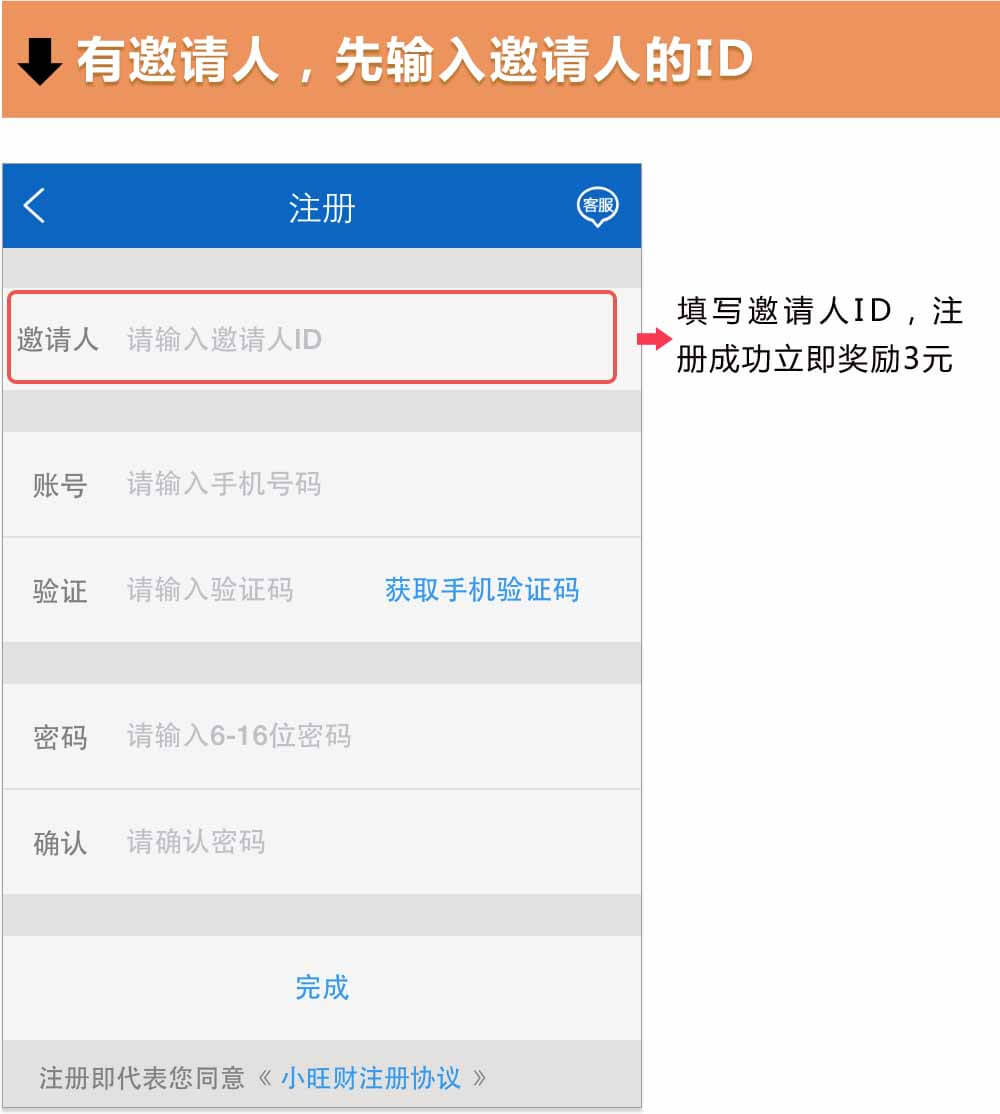 有邀请人，先输入邀请人的ID
注册
客服
邀请人 请输入邀请人ID
填写邀请人ID，注
册成功立即奖励3元
账号 请输入手机号码
验证 请输入验证码 获取手机验证码
密码 请输入6-16位密码
确认 请确认密码
完成
注册即代表您同意《小旺财注册协议》